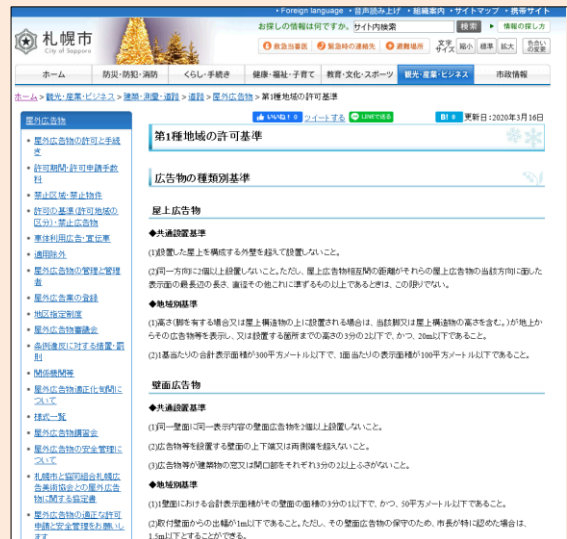 ・Foreign language ・音声読み上げ ・組織案内 ・サイトマップ ・携帯サイト
札幌市
City of Sapporo
お探しの情報は何ですか。 サイト内検索 検索 情報の探し方
救急当番医 緊急時の連絡先 避難場所 文字サイズ 縮小 標準 拡大 色合いの変更
ホーム 防災・防犯・消防 くらし・手続き 健康・福祉・子育て 教育・文化・スポーツ 観光・産業・ビジネス 市政情報
ホーム > 観光・産業・ビジネス > 建築・測量・道路 > 道路 > 屋外広告物 > 第1種地域の許可基準
屋外広告物
・屋外広告物の許可と手続き
・許可期間・許可申請手数料
・禁止区域・禁止物件
・許可の基準(許可地域の区分)・禁止広告物
・車体利用広告・宣伝車
・適用除外
・屋外広告物の管理と管理者
・屋外広告業の登録
・地区指定制度
・屋外広告物審議会
・条例違反に対する措置・罰則
・関係機関等
・屋外広告物適正化旬間について
・様式一覧
・屋外広告物講習会
・屋外広告物の安全管理について
・札幌市と協同組合札幌広告美術協会との屋外広告物に関する協定書
・屋外広告物の適正な許可申請と安全管理をお願いします
いいね! 0 ツイートする LINEで送る B! 0 更新日:2020年3月16日
第1種地域の許可基準
広告物の種類別基準
屋上広告物
◆共通設置基準
(1)設置した屋上を構成する外壁を超えて設置しないこと。
(2)同一方向に2個以上設置しないこと。ただし、屋上広告物相互間の距離がそれらの屋上広告物の当該方向に面した
表示面の最長辺の長さ、直径その他これに準ずるもの以上であるときは、この限りでない。
◆地域別基準
(1)高さ(脚を有する場合又は屋上構造物の上に設置される場合は、当該脚又は屋上構造物の高さを含む。)が地上か
らその広告物等を表示し、又は設置する箇所までの高さの3分の2以下で、かつ、20m以下であること。
(2)1基当たりの合計表示面積が300平方メートル以下で、1面当たりの表示面積が100平方メートル以下であること。
壁面広告物
◆共通設置基準
(1)同一壁面に同一表示内容の壁面広告物を2個以上設置しないこと。
(2)広告物等を設置する壁面の上下端又は両側端を超えないこと。
(3)広告物等が建築物の窓又は開口部をそれぞれ3分の2以上ふさがないこと。
◆地域別基準
(1)1壁面における合計表示面積がその壁面の面積の3分の1以下で、かつ、50平方メートル以下であること。
(2)取付壁面からの出幅が1m以下であること。ただし、その壁面広告物の保守のため、市長が特に認めた場合は、
1.5m以下とすることができる。